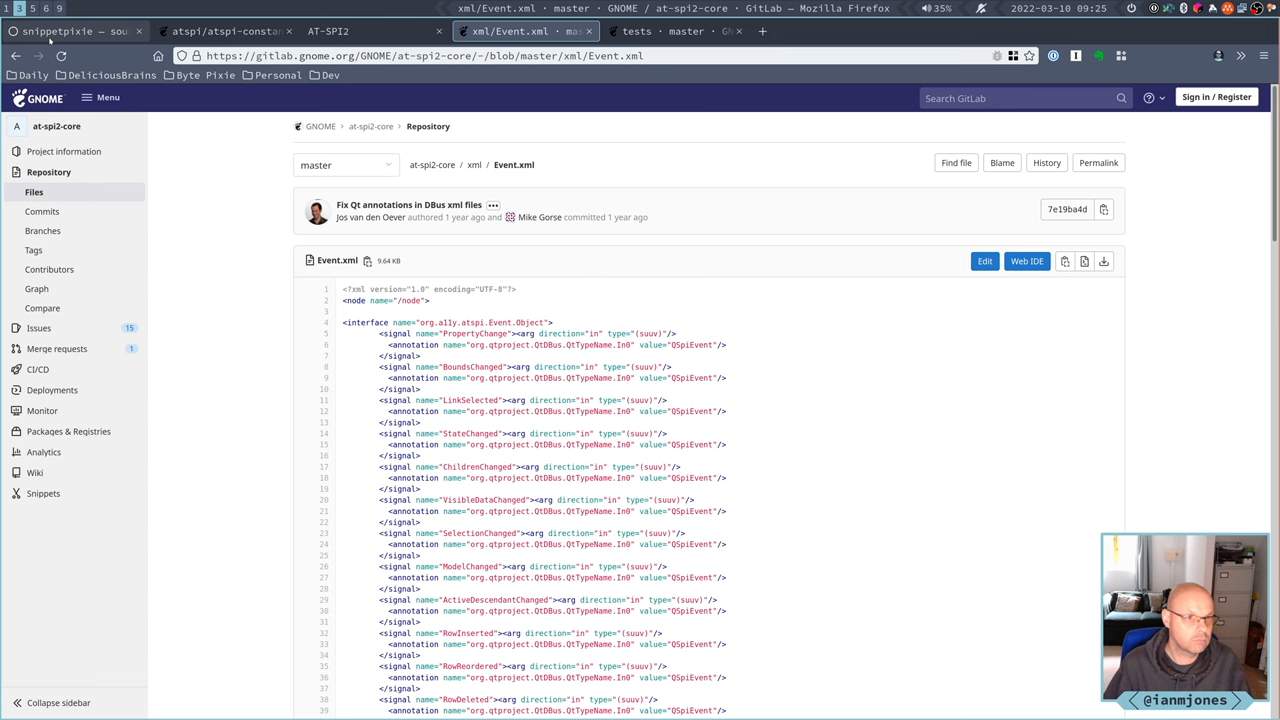 1 3 5 6 9
xml/Event.xml · master · GNOME / at-spi2-core · GitLab — Mozilla Firefox
35%
2022-03-10 09:25
snippetpixie — sou ×
atspi/atspi-constan ×
AT-SPI2 ×
xml/Event.xml · mas ×
tests · master · GN ×
https://gitlab.gnome.org/GNOME/at-spi2-core/-/blob/master/xml/Event.xml
Daily DeliciousBrains Byte Pixie Personal Dev
GNOME Menu
Search GitLab
Sign in / Register
A at-spi2-core
Project information
Repository
Files
Commits
Branches
Tags
Contributors
Graph
Compare
Issues 15
Merge requests 1
CI/CD
Deployments
Monitor
Packages & Registries
Analytics
Wiki
Snippets
Collapse sidebar
GNOME > at-spi2-core > Repository
master
at-spi2-core / xml / Event.xml
Find file Blame History Permalink
Fix Qt annotations in DBus xml files
Jos van den Oever authored 1 year ago and Mike Gorse committed 1 year ago
7e19ba4d
Event.xml 9.64 KB
Edit Web IDE
1 <?xml version="1.0" encoding="UTF-8"?>
2 <node name="/node">
3
4 <interface name="org.a11y.atspi.Event.Object">
5 <signal name="PropertyChange"><arg direction="in" type="(suuv)"/>
6 <annotation name="org.qtproject.QtDBus.QtTypeName.In0" value="QSpiEvent"/>
7 </signal>
8 <signal name="BoundsChanged"><arg direction="in" type="(suuv)"/>
9 <annotation name="org.qtproject.QtDBus.QtTypeName.In0" value="QSpiEvent"/>
10 </signal>
11 <signal name="LinkSelected"><arg direction="in" type="(suuv)"/>
12 <annotation name="org.qtproject.QtDBus.QtTypeName.In0" value="QSpiEvent"/>
13 </signal>
14 <signal name="StateChanged"><arg direction="in" type="(suuv)"/>
15 <annotation name="org.qtproject.QtDBus.QtTypeName.In0" value="QSpiEvent"/>
16 </signal>
17 <signal name="ChildrenChanged"><arg direction="in" type="(suuv)"/>
18 <annotation name="org.qtproject.QtDBus.QtTypeName.In0" value="QSpiEvent"/>
19 </signal>
20 <signal name="VisibleDataChanged"><arg direction="in" type="(suuv)"/>
21 <annotation name="org.qtproject.QtDBus.QtTypeName.In0" value="QSpiEvent"/>
22 </signal>
23 <signal name="SelectionChanged"><arg direction="in" type="(suuv)"/>
24 <annotation name="org.qtproject.QtDBus.QtTypeName.In0" value="QSpiEvent"/>
25 </signal>
26 <signal name="ModelChanged"><arg direction="in" type="(suuv)"/>
27 <annotation name="org.qtproject.QtDBus.QtTypeName.In0" value="QSpiEvent"/>
28 </signal>
29 <signal name="ActiveDescendantChanged"><arg direction="in" type="(suuv)"/>
30 <annotation name="org.qtproject.QtDBus.QtTypeName.In0" value="QSpiEvent"/>
31 </signal>
32 <signal name="RowInserted"><arg direction="in" type="(suuv)"/>
33 <annotation name="org.qtproject.QtDBus.QtTypeName.In0" value="QSpiEvent"/>
34 </signal>
35 <signal name="RowReordered"><arg direction="in" type="(suuv)"/>
36 <annotation name="org.qtproject.QtDBus.QtTypeName.In0" value="QSpiEvent"/>
37 </signal>
38 <signal name="RowDeleted"><arg direction="in" type="(suuv)"/>
39 <annotation name="org.qtproject.QtDBus.QtTypeName.In0" value="QSpiEvent"/>
@ianmjones